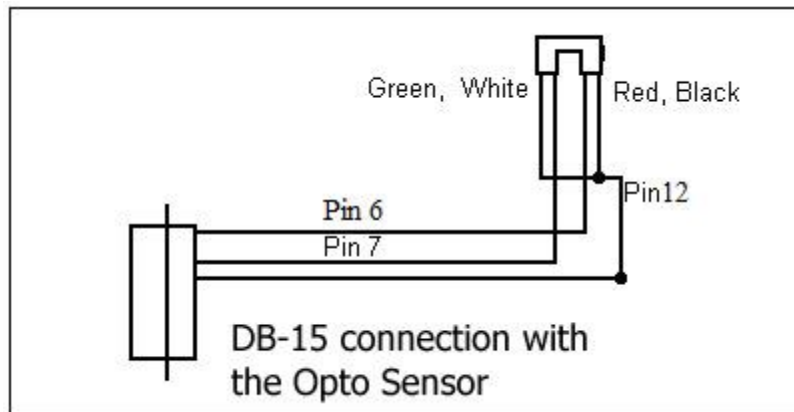 Green, White
Red, Black
Pin12
Pin 6
Pin 7
DB-15 connection with
the Opto Sensor